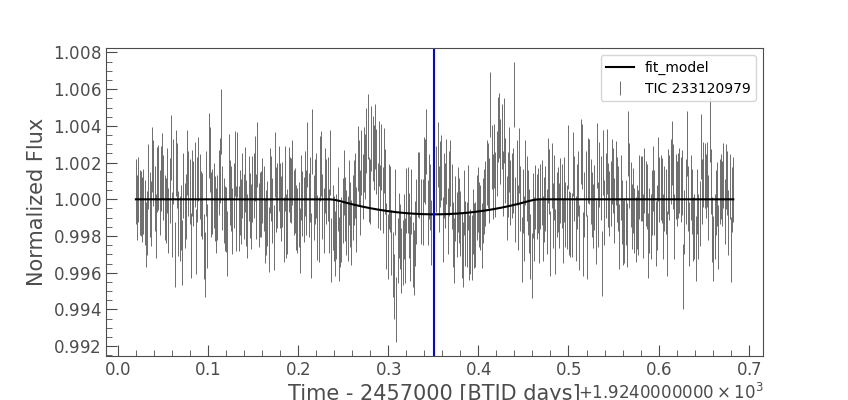 1.008
1.006
1.004
1.002
1.000
0.998
0.996
0.994
0.992
Normalized Flux
fit_model
TIC 233120979
0.0 0.1 0.2 0.3 0.4 0.5 0.6 0.7
Time - 2457000 [BTJD days]
+1.9240000000 × 10³